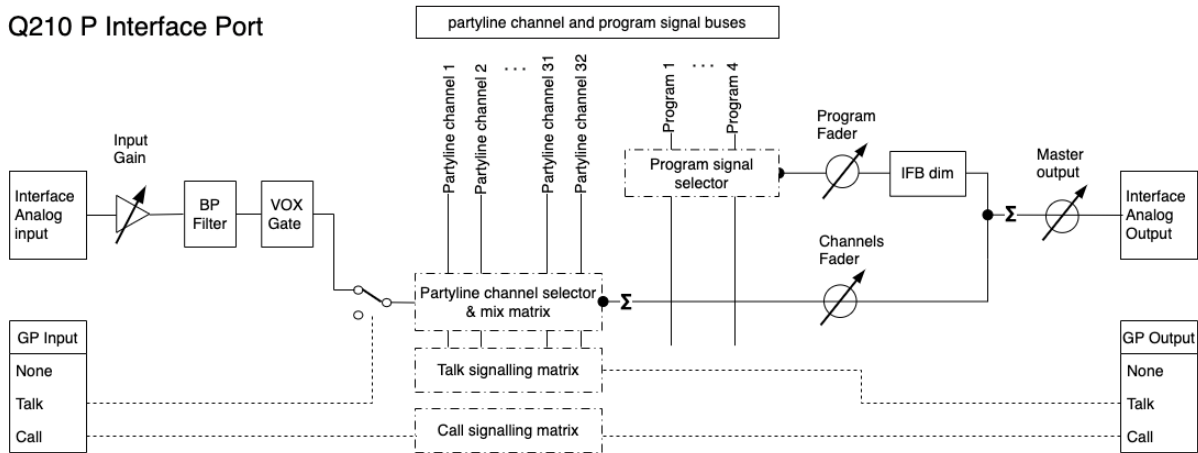 Q210 P Interface Port
partyline channel and program signal buses
Partyline channel 1
Partyline channel 2
...
Partyline channel 31
Partyline channel 32
Program 1
...
Program 4
Input
Gain
Interface
Analog
input
BP
Filter
VOX
Gate
Program signal
selector
Program
Fader
IFB dim
Master
output
Interface
Analog
Output
Σ
Channels
Fader
Partyline channel selector
& mix matrix
Σ
GP Input
None
Talk
Call
Talk signalling matrix
Call signalling matrix
GP Output
None
Talk
Call